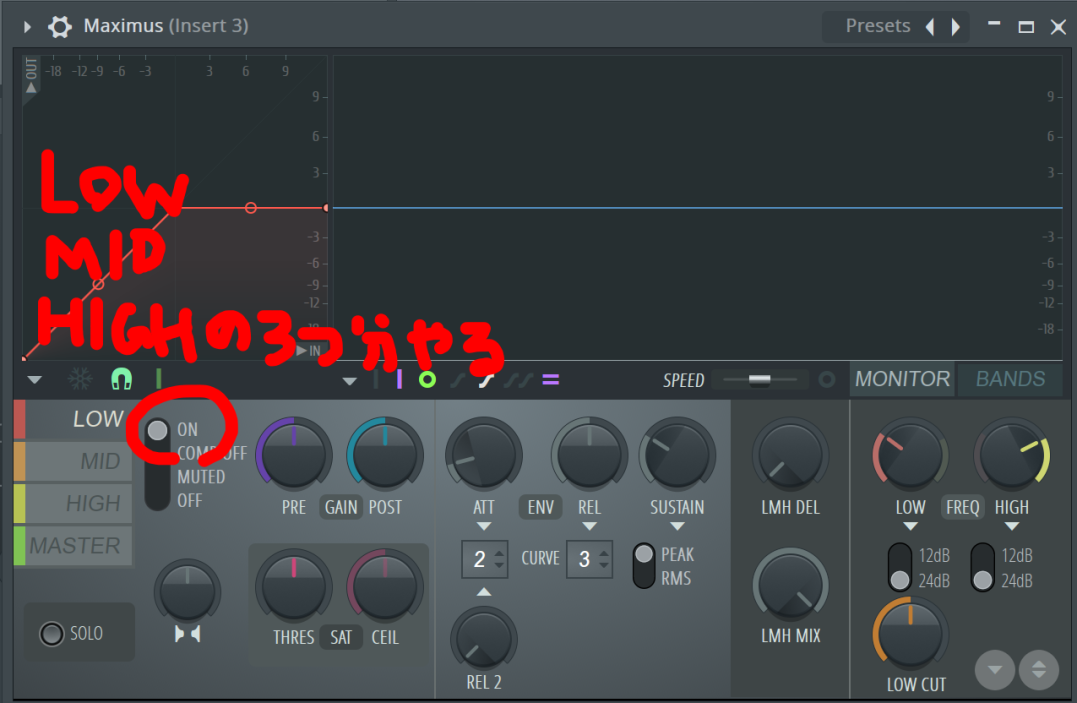 Maximus (Insert 3)
Presets
OUT
-18 -12 -9 -6 -3 3 6 9
9 9
6 6
3 3
LOW
MID
HIGHの3つ分やる
-3 -3
-6 -6
-9 -9
-12 -12
-18
IN
SPEED
MONITOR BANDS
LOW
MID
HIGH
MASTER
ON
COMP OFF
MUTED
OFF
PRE GAIN POST
ATT ENV REL SUSTAIN
LMH DEL
LOW FREQ HIGH
2 CURVE 3
PEAK
RMS
12dB 12dB
24dB 24dB
SOLO
THRES SAT CEIL
REL 2
LMH MIX
LOW CUT